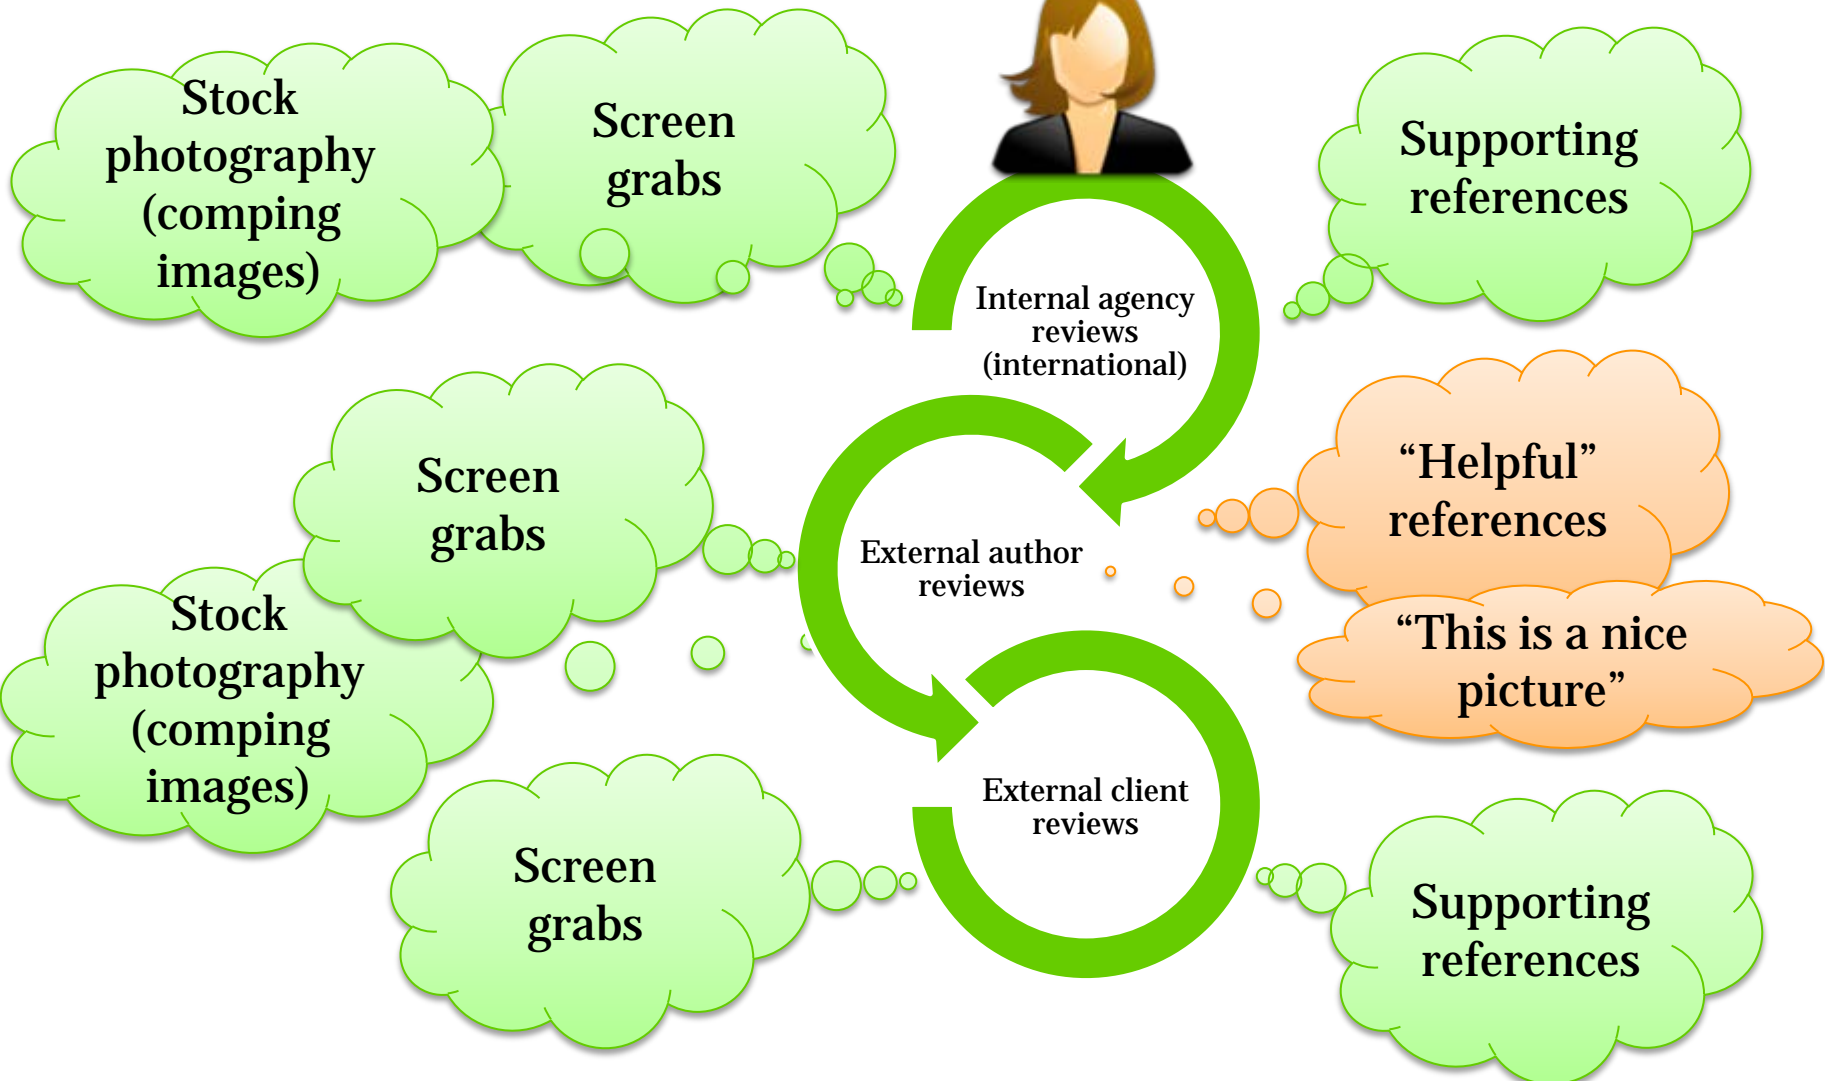 Stock
photography
(comping
images)
Screen
grabs
Supporting
references
Internal agency
reviews
(international)
Screen
grabs
“Helpful”
references
External author
reviews
Stock
photography
(comping
images)
“This is a nice
picture”
External client
reviews
Screen
grabs
Supporting
references